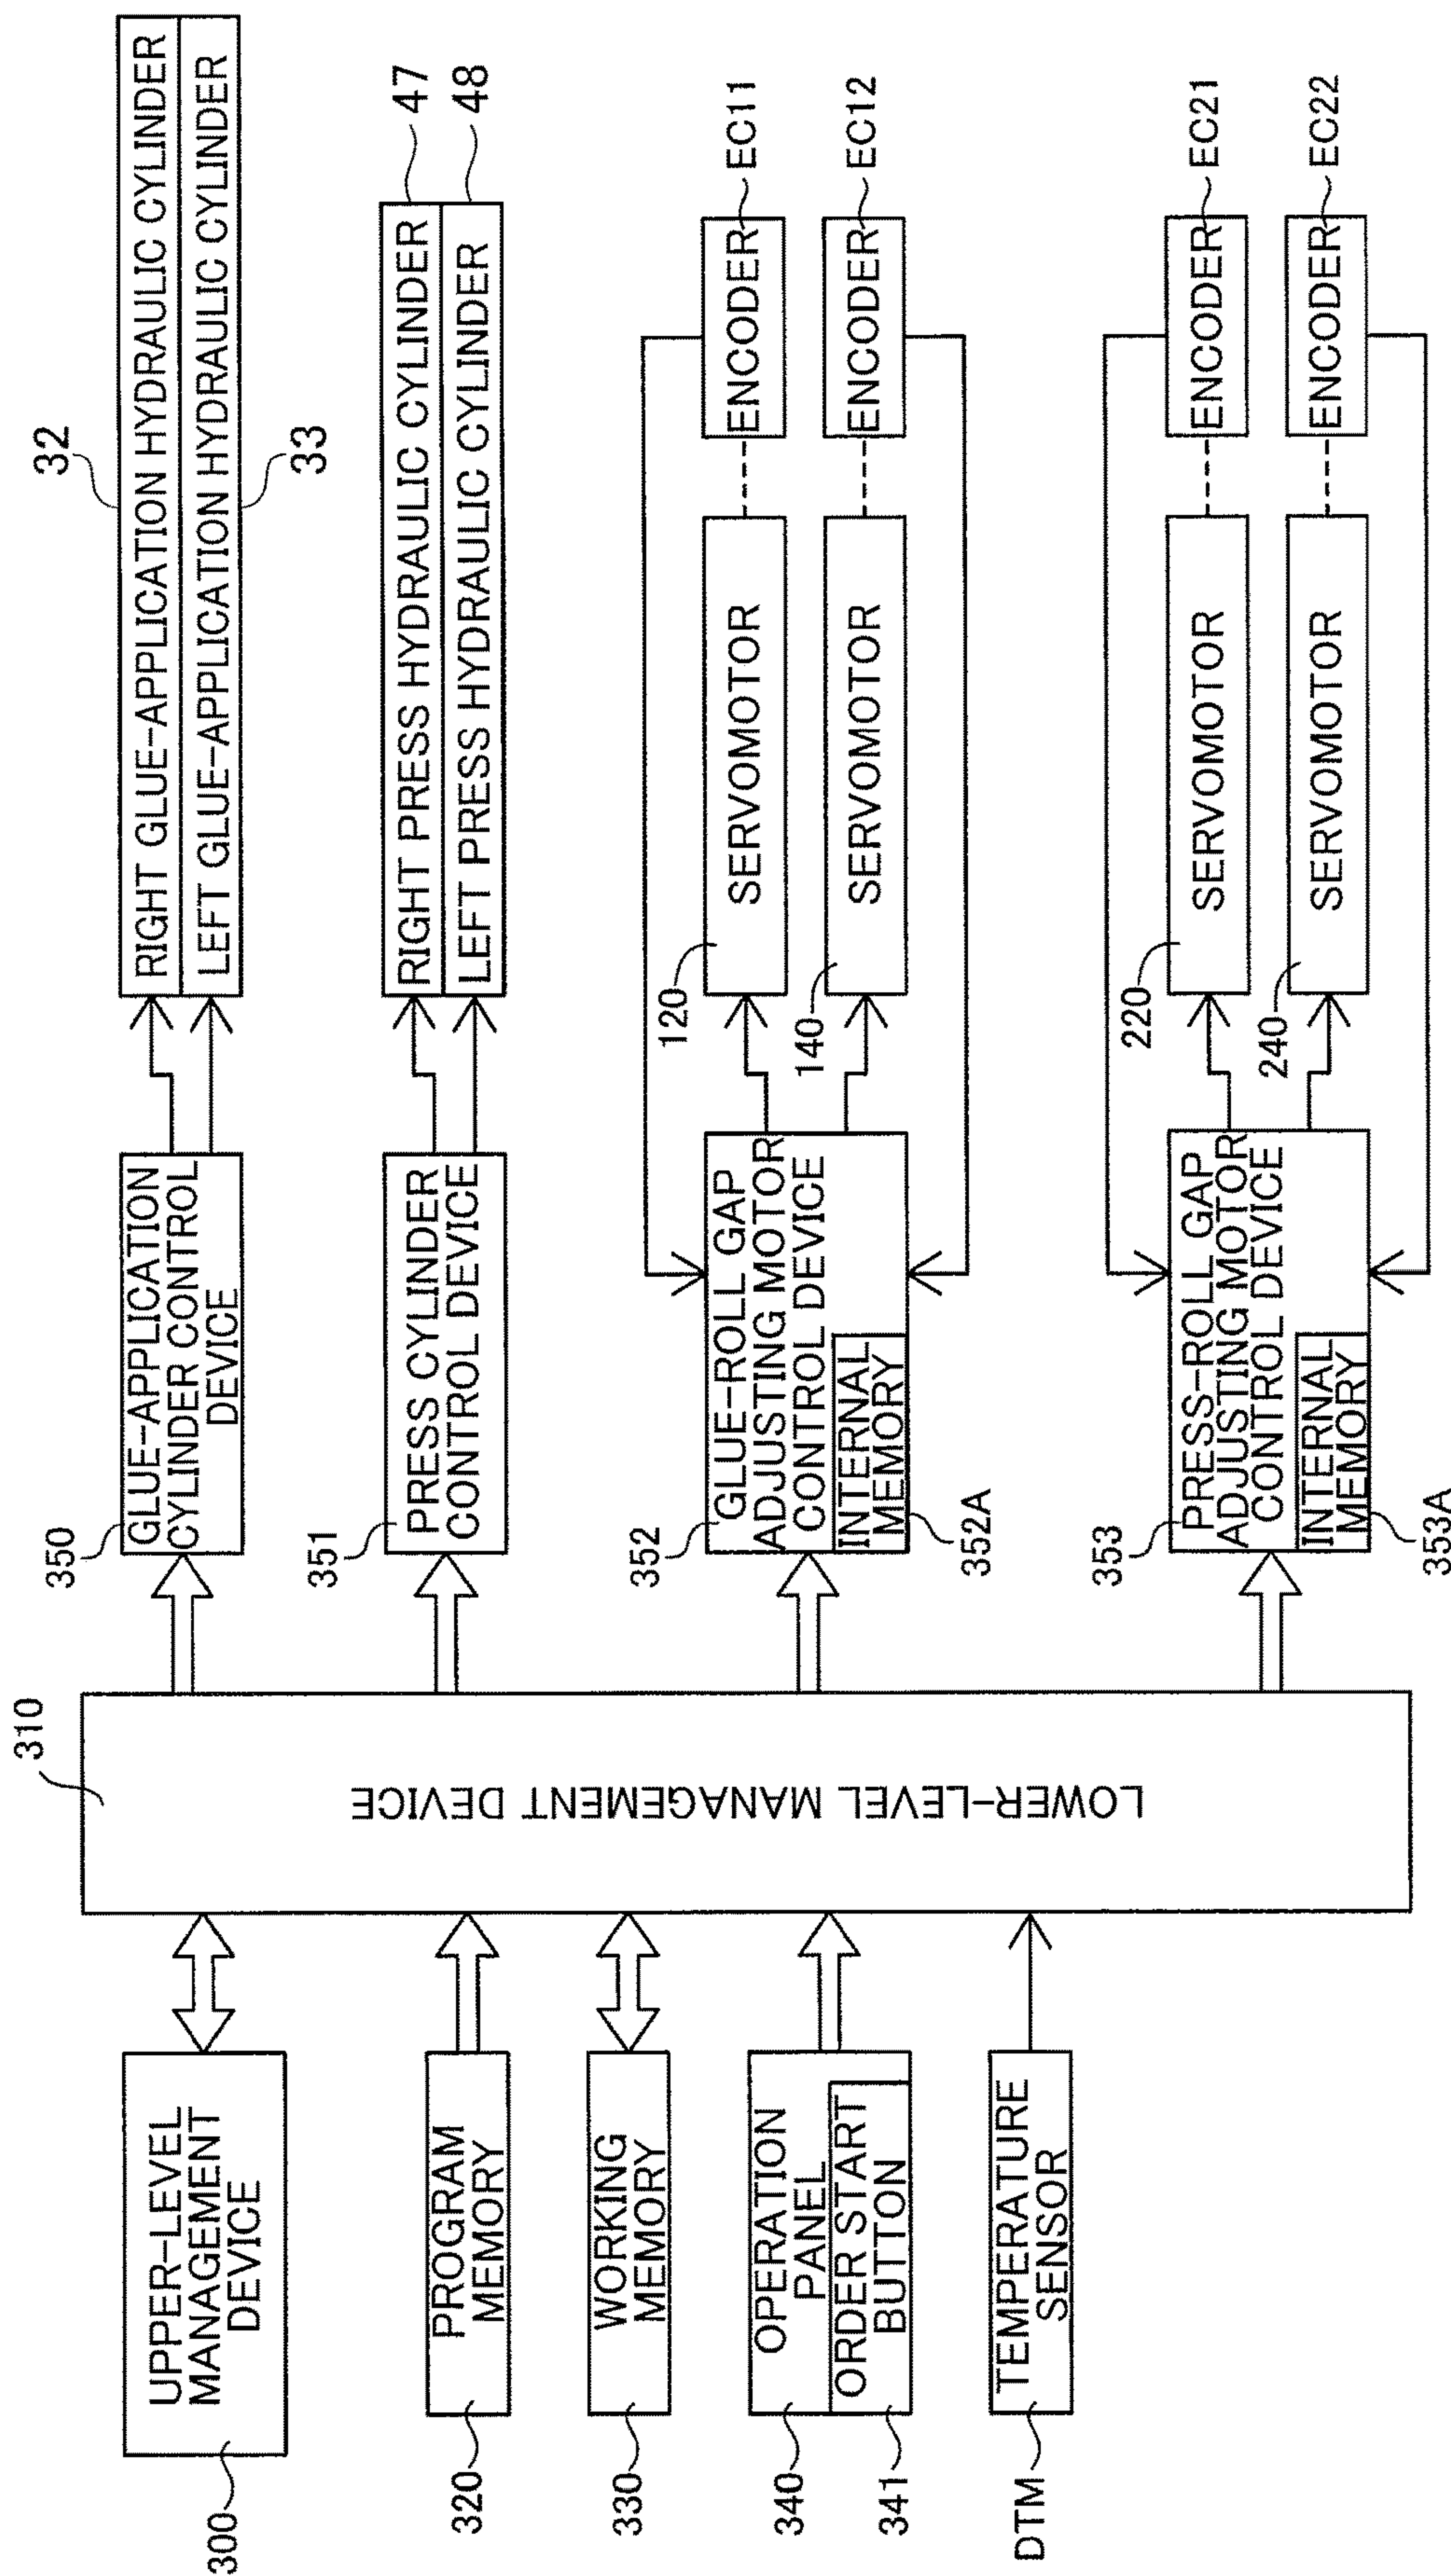 300
UPPER-LEVEL
MANAGEMENT
DEVICE
320
PROGRAM
MEMORY
330
WORKING
MEMORY
340
OPERATION
PANEL
341
ORDER START
BUTTON
DTM
TEMPERATURE
SENSOR
310
LOWER-LEVEL MANAGEMENT DEVICE
350
GLUE-APPLICATION
CYLINDER CONTROL
DEVICE
32
RIGHT GLUE-APPLICATION HYDRAULIC CYLINDER
LEFT GLUE-APPLICATION HYDRAULIC CYLINDER
33
351
PRESS CYLINDER
CONTROL DEVICE
RIGHT PRESS HYDRAULIC CYLINDER
47
LEFT PRESS HYDRAULIC CYLINDER
48
352
GLUE-ROLL GAP
ADJUSTING MOTOR
CONTROL DEVICE
INTERNAL
MEMORY
352A
120
SERVOMOTOR
ENCODER
EC11
140
SERVOMOTOR
ENCODER
EC12
353
PRESS-ROLL GAP
ADJUSTING MOTOR
CONTROL DEVICE
INTERNAL
MEMORY
353A
220
SERVOMOTOR
ENCODER
EC21
240
SERVOMOTOR
ENCODER
EC22